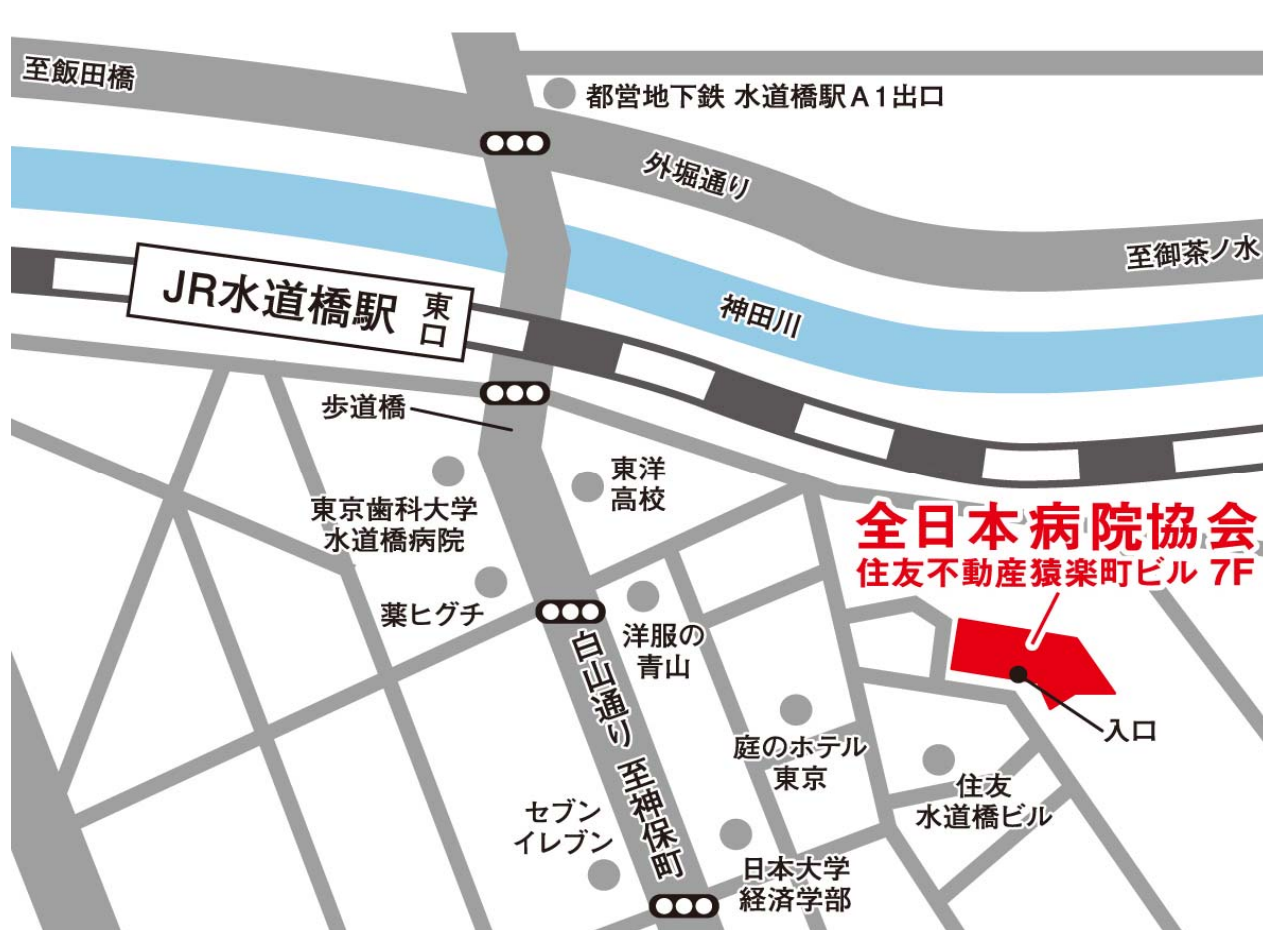 至飯田橋
都営地下鉄 水道橋駅A1出口
外堀通り
至御茶ノ水
JR水道橋駅 東口
神田川
歩道橋
東洋
高校
東京歯科大学
水道橋病院
全日本病院協会
住友不動産猿楽町ビル 7F
薬ヒグチ
洋服の
青山
白山通り 至神保町
入口
庭のホテル
東京
住友
水道橋ビル
セブン
イレブン
日本大学
経済学部